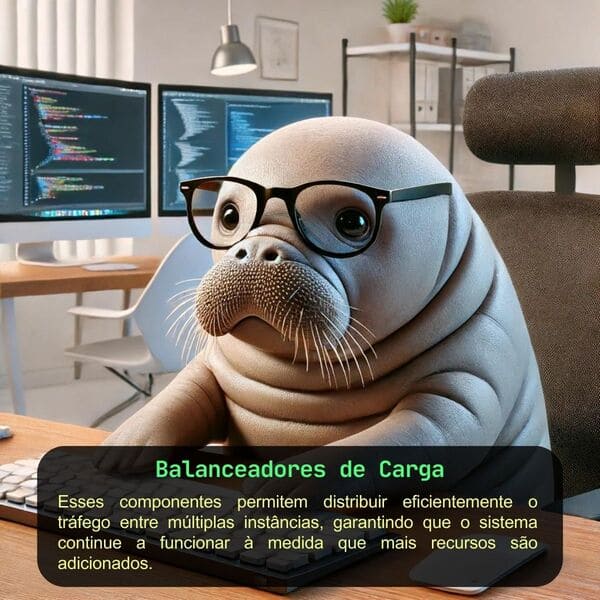 Balanceadores de Carga
Esses componentes permitem distribuir eficientemente o
tráfego entre múltiplas instâncias, garantindo que o sistema
continue a funcionar à medida que mais recursos são
adicionados.